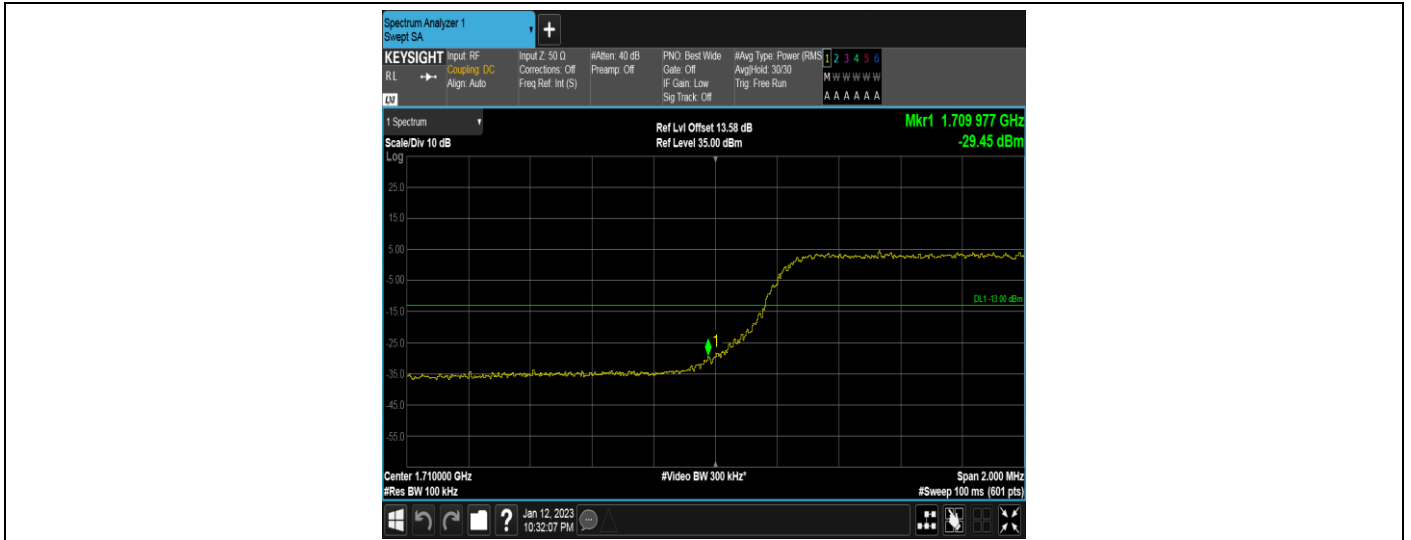 Spectrum Analyzer 1
Swept SA
+
KEYSIGHT
RL
LXI
Input: RF
Coupling: DC
Align: Auto
Input Z: 50 Ω
Corrections: Off
Freq Ref: Int (S)
#Atten: 40 dB
Preamp: Off
PNO: Best Wide
Gate: Off
IF Gain: Low
Sig Track: Off
#Avg Type: Power (RMS
Avg|Hold: 30/30
Trig: Free Run
1 2 3 4 5 6
M W W W W W
A A A A A A
1 Spectrum
Scale/Div 10 dB
Log
Ref Lvl Offset 13.58 dB
Ref Level 35.00 dBm
Mkr1 1.709 977 GHz
-29.45 dBm
25.0
15.0
5.00
-5.00
DL1 -13.00 dBm
-15.0
1
-25.0
-35.0
-45.0
-55.0
Center 1.710000 GHz
#Res BW 100 kHz
#Video BW 300 kHz*
Span 2.000 MHz
#Sweep 100 ms (601 pts)
?
Jan 12, 2023
10:32:07 PM